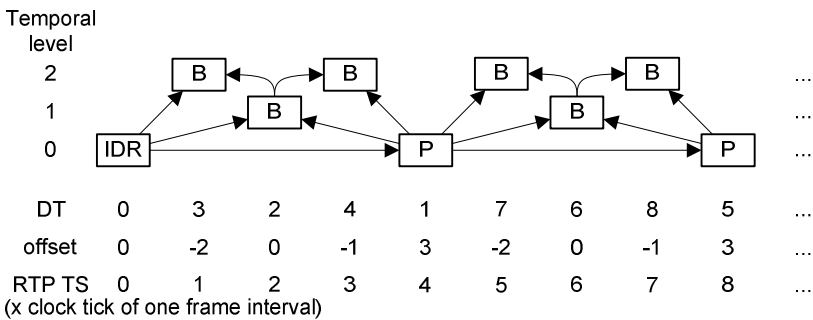 Temporal
level
2 B B B B ...
1 B B ...
0 IDR P P ...
DT 0 3 2 4 1 7 6 8 5 ...
offset 0 -2 0 -1 3 -2 0 -1 3 ...
RTP TS 0 1 2 3 4 5 6 7 8 ...
(x clock tick of one frame interval)